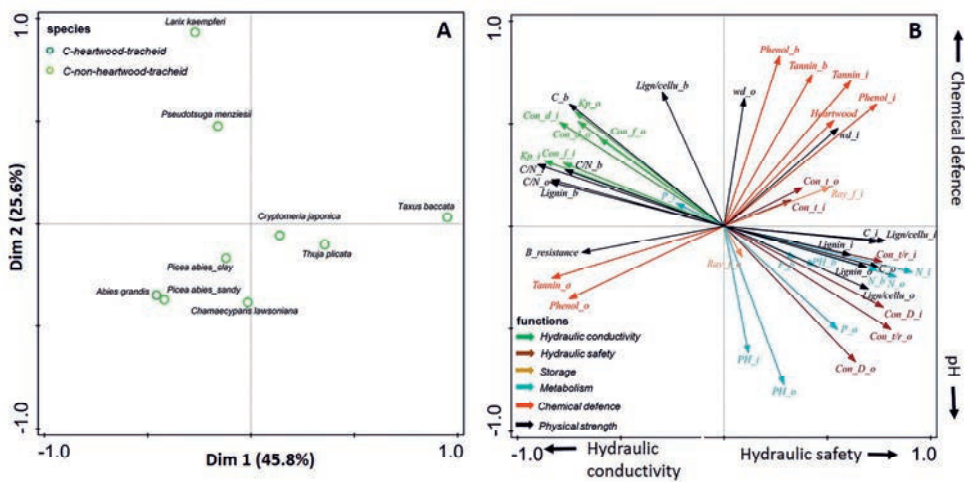 1.0
Larix kaempferi
A
species
C-heartwood-tracheid
C-non-heartwood-tracheid
Pseudotsuga menziesii
Taxus baccata
Cryptomeria japonica
Thuja plicata
Picea abies_clay
Abies grandis
Picea abies_sandy
Chamaecyparis lawsoniana
Dim 2 (25.6%)
-1.0
-1.0
Dim 1 (45.8%)
1.0
1.0
B
Phenol_b
Tannin_b
Tannin_i
Lign/cellu_b
wd_o
Phenol_i
C_b
Kp_o
Con_d_i
Con_f_o
Heartwood
wd_i
Kp_i
Con_f_i
C/N_b
C/N_o
Lignin_b
Con_t_o
Ray_f_i
Con_t_i
B_resistance
C_i
Lign/cellu_i
Lignin_i
Con_t/r_i
PH_b
Lignin_o
C_o
N_i
N_b
N_o
Ray_f_o
Tannin_o
Phenol_o
Lign/cellu_o
Con_D_i
P_o
Con_t/r_o
PH_i
Con_D_o
PH_o
functions
Hydraulic conductivity
Hydraulic safety
Storage
Metabolism
Chemical defence
Physical strength
-1.0
-1.0
Hydraulic
conductivity
Hydraulic safety
1.0
Chemical defence
pH